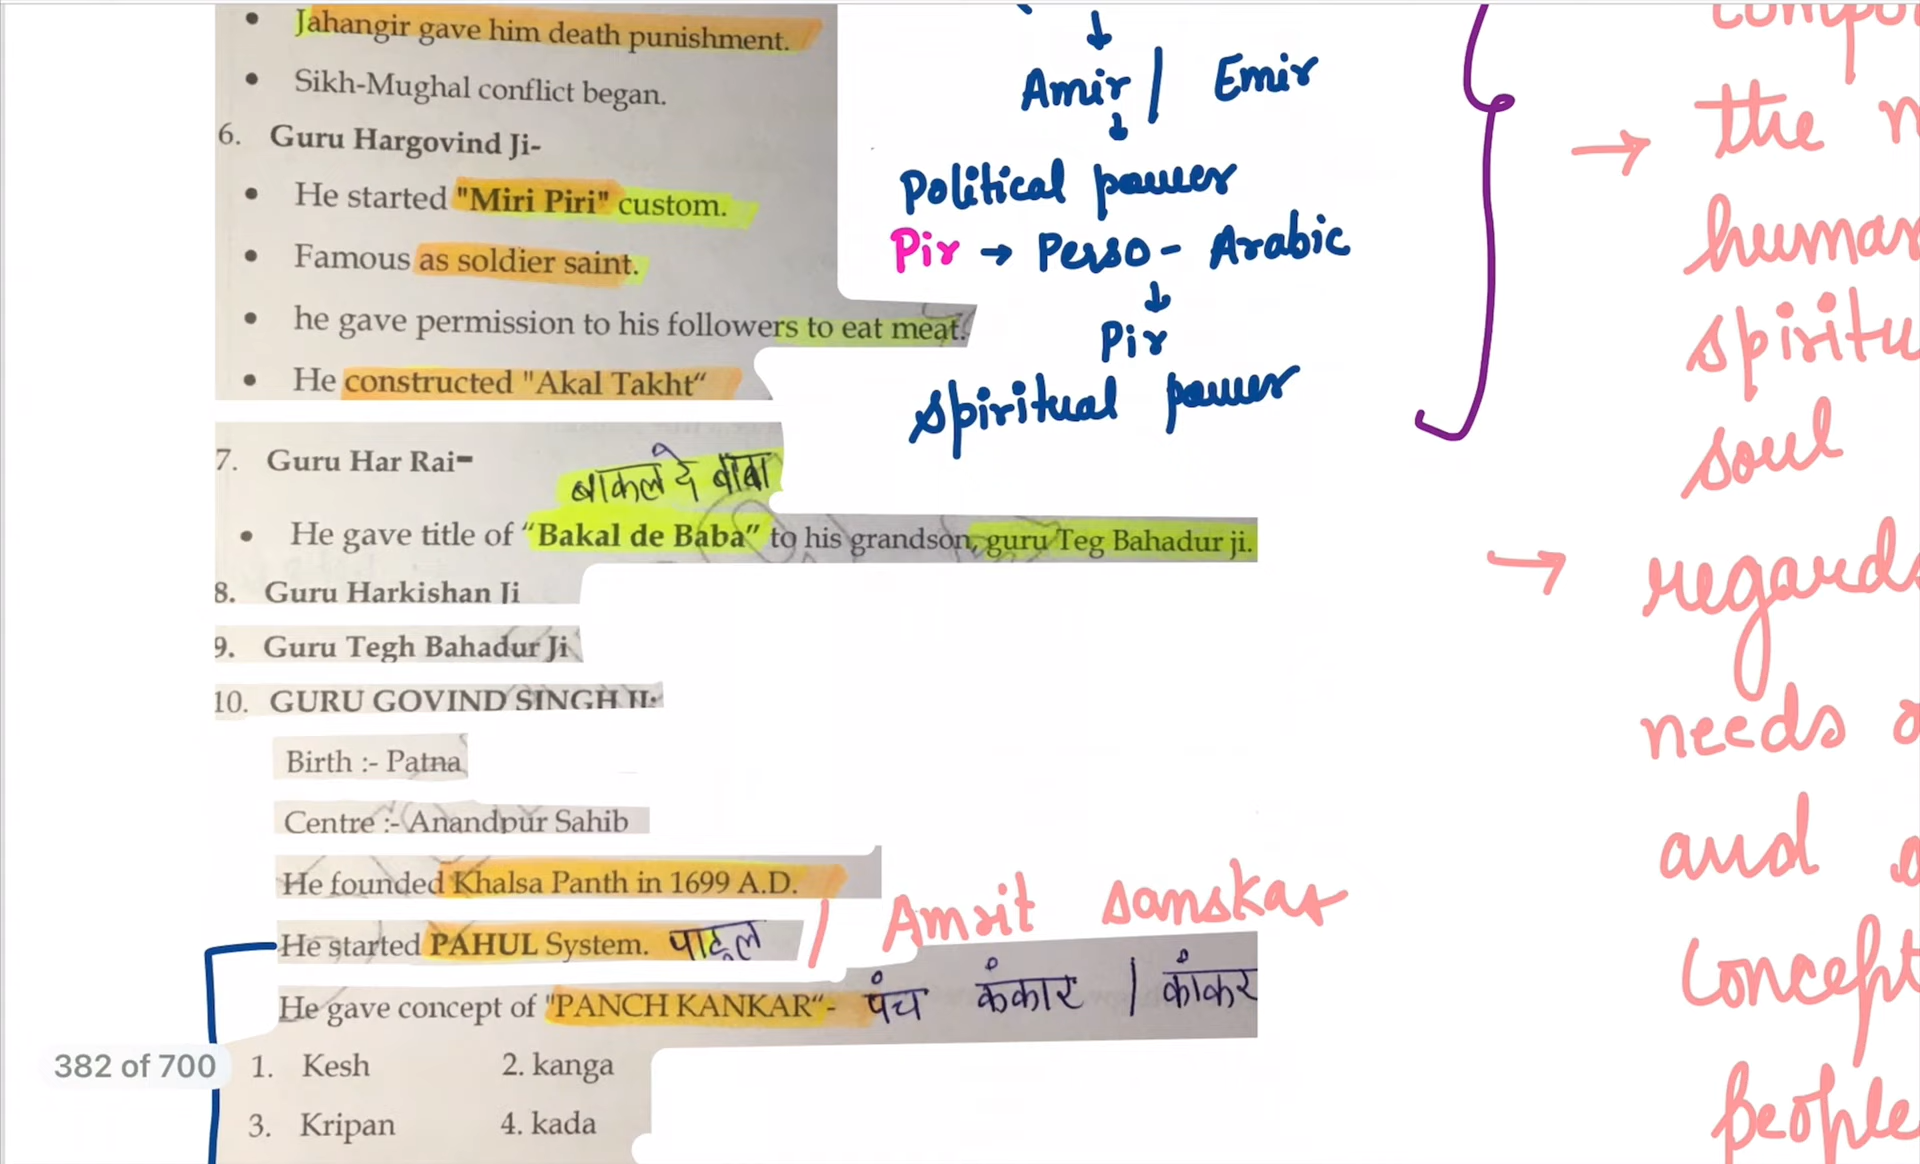 Jahangir gave him death punishment.
Sikh-Mughal conflict began.
6. Guru Hargovind Ji-
He started "Miri Piri" custom.
Famous as soldier saint.
he gave permission to his followers to eat meat.
He constructed "Akal Takht“
↓
Amir / Emir
↓
Political power
Pir → Perso - Arabic
↓
Pir
spiritual power
7. Guru Har Rai-
बाकल दे बाबा
He gave title of “Bakal de Baba” to his grandson, guru Teg Bahadur ji.
8. Guru Harkishan Ji
9. Guru Tegh Bahadur Ji
10. GURU GOVIND SINGH JI:
Birth :- Patna
Centre :- Anandpur Sahib
He founded Khalsa Panth in 1699 A.D.
He started PAHUL System. पाहुल / Amrit sanskar
He gave concept of "PANCH KANKAR“- पंच कंकार / कांकर
1. Kesh 2. kanga
3. Kripan 4. kada
382 of 700
→ the
human
spiritu
soul
→ regards
needs
and
concept
people